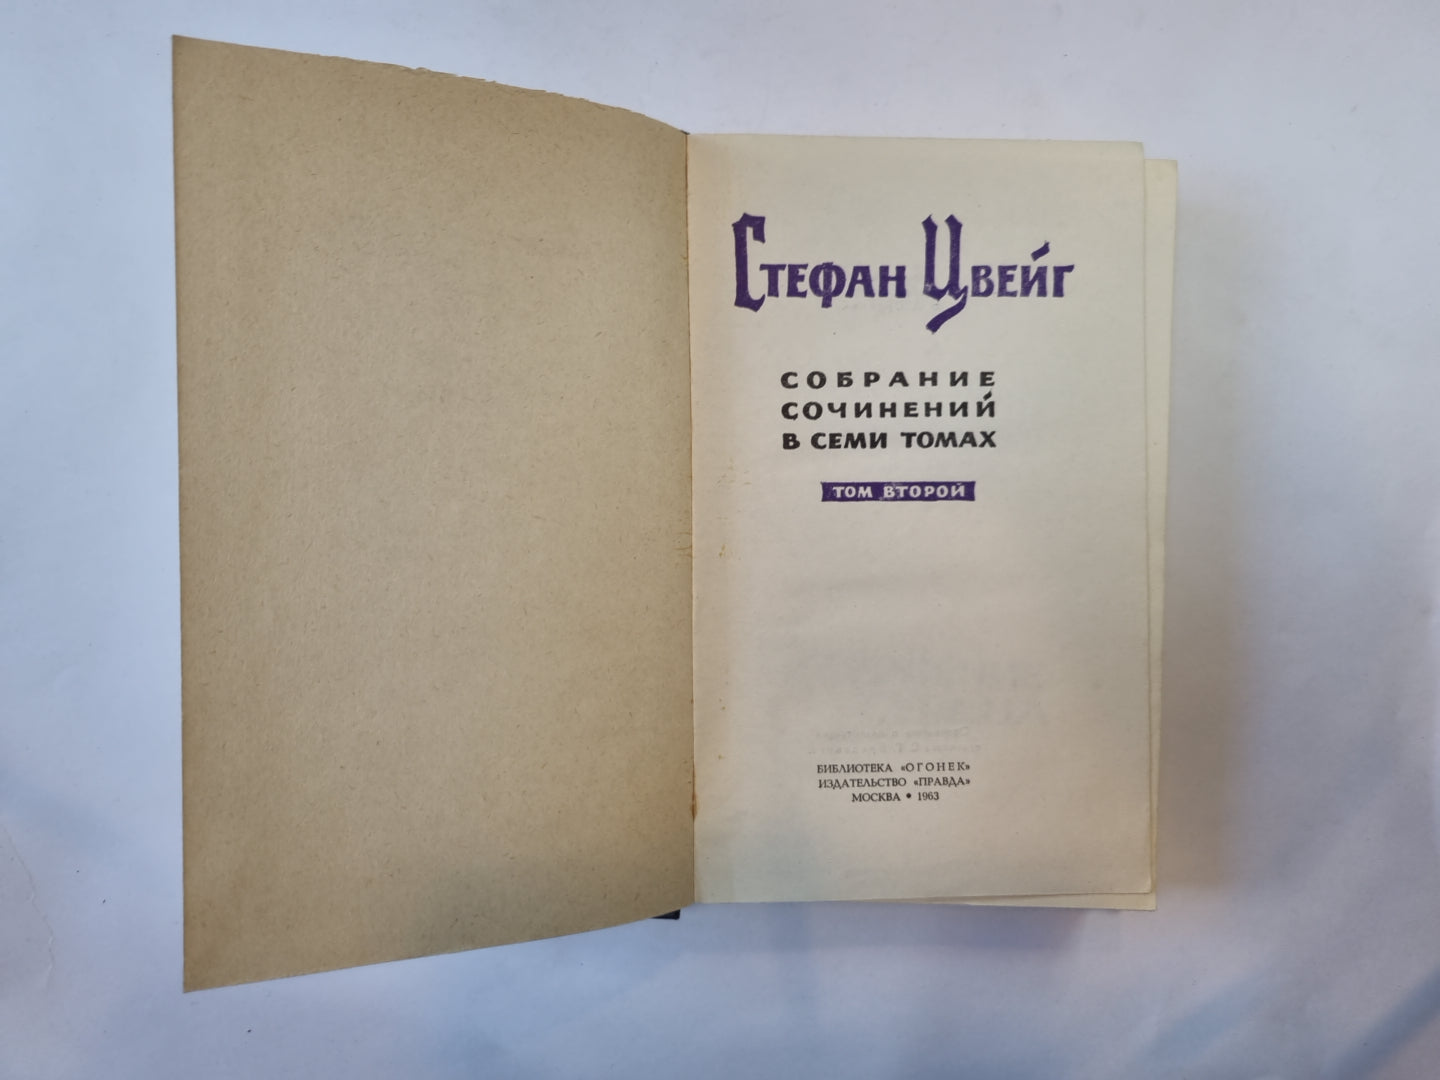 Стефан Цвейг
СОБРАНИЕ
СОЧИНЕНИЙ
В СЕМИ ТОМАХ
ТОМ ВТОРОЙ
БИБЛИОТЕКА «ОГОНЕК»
ИЗДАТЕЛЬСТВО «ПРАВДА»
МОСКВА • 1963